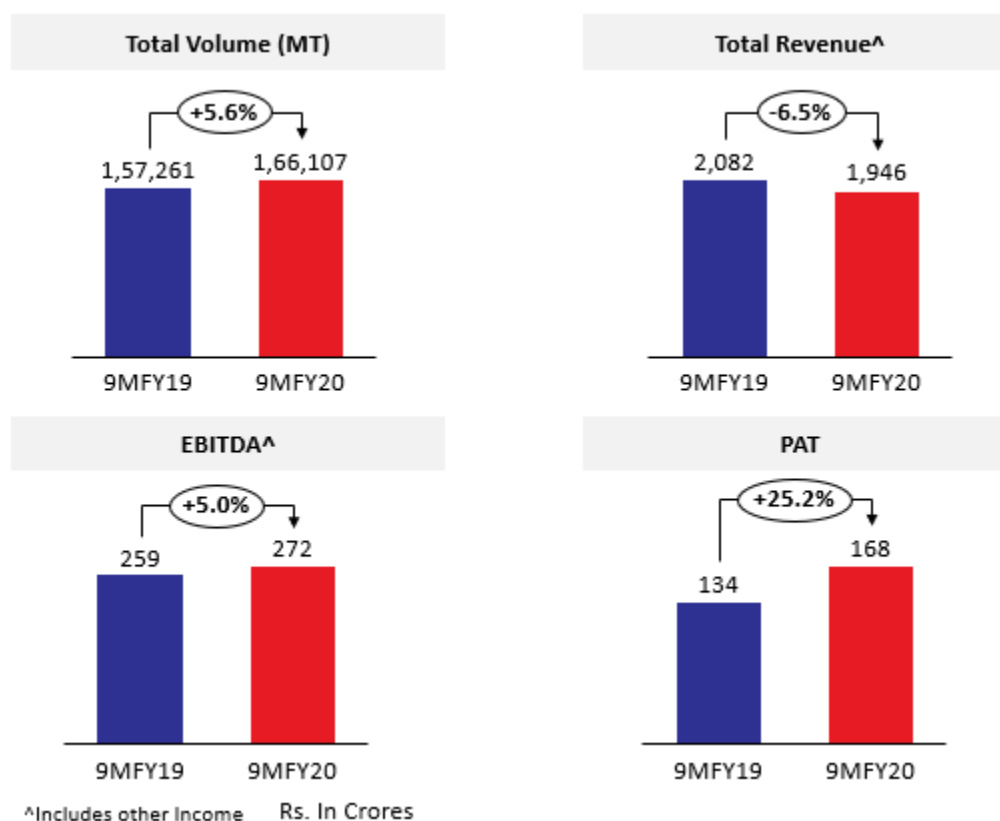 Total Volume (MT)
+5.6%
1,57,261
1,66,107
9MFY19
9MFY20
Total Revenue^
-6.5%
2,082
1,946
9MFY19
9MFY20
EBITDA^
+5.0%
259
272
9MFY19
9MFY20
PAT
+25.2%
134
168
9MFY19
9MFY20
^Includes other Income
Rs. In Crores